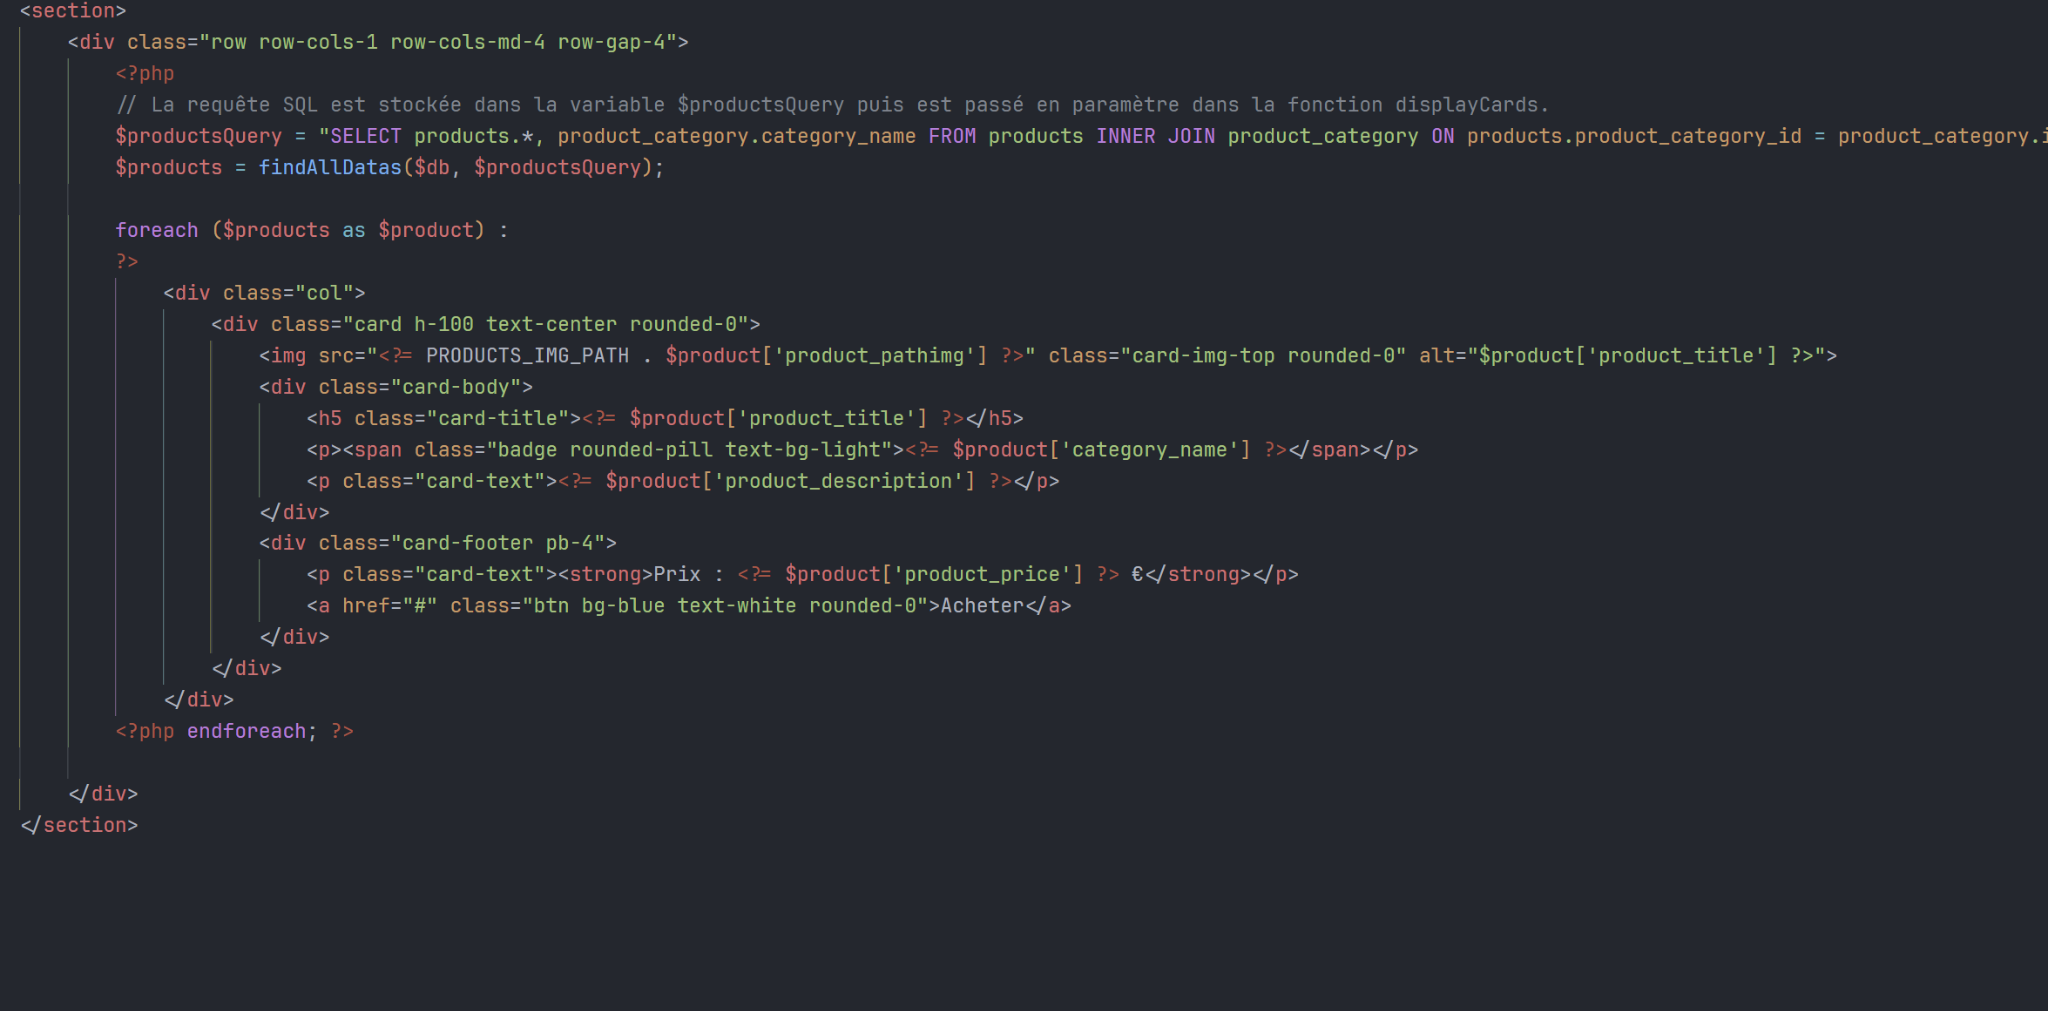 <section>
<div class="row row-cols-1 row-cols-md-4 row-gap-4">
<?php
// La requête SQL est stockée dans la variable $productsQuery puis est passé en paramètre dans la fonction displayCards.
$productsQuery = "SELECT products.*, product_category.category_name FROM products INNER JOIN product_category ON products.product_category_id = product_category.i
$products = findAllDatas($db, $productsQuery);
foreach ($products as $product) :
?>
<div class="col">
<div class="card h-100 text-center rounded-0">
<img src="<?= PRODUCTS_IMG_PATH . $product['product_pathimg'] ?>" class="card-img-top rounded-0" alt="$product['product_title'] ?>">
<div class="card-body">
<h5 class="card-title"><?= $product['product_title'] ?></h5>
<p><span class="badge rounded-pill text-bg-light"><?= $product['category_name'] ?></span></p>
<p class="card-text"><?= $product['product_description'] ?></p>
</div>
<div class="card-footer pb-4">
<p class="card-text"><strong>Prix : <?= $product['product_price'] ?> €</strong></p>
<a href="#" class="btn bg-blue text-white rounded-0">Acheter</a>
</div>
</div>
</div>
<?php endforeach; ?>
</div>
</section>